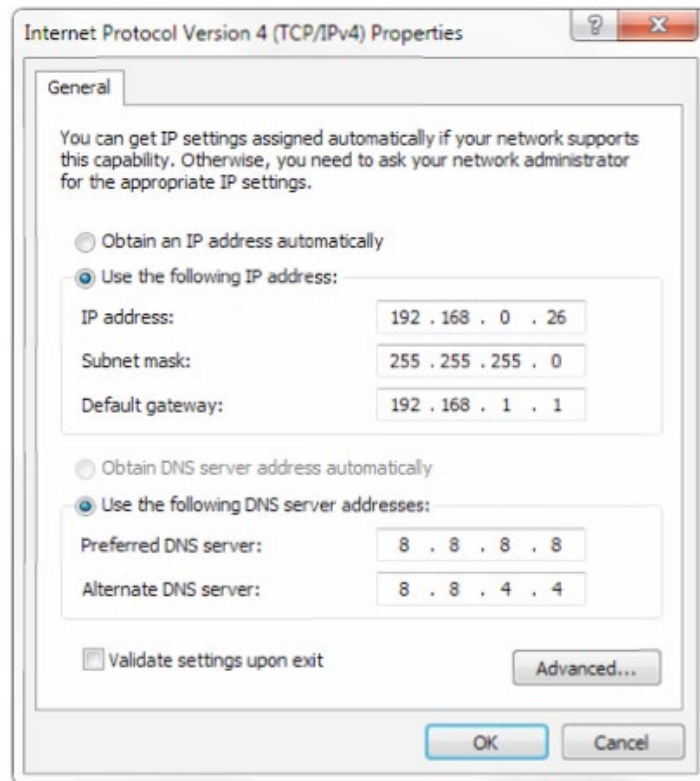 Internet Protocol Version 4 (TCP/IPv4) Properties
?
X
General
You can get IP settings assigned automatically if your network supports
this capability. Otherwise, you need to ask your network administrator
for the appropriate IP settings.
Obtain an IP address automatically
Use the following IP address:
IP address: 192 . 168 . 0 . 26
Subnet mask: 255 . 255 . 255 . 0
Default gateway: 192 . 168 . 1 . 1
Obtain DNS server address automatically
Use the following DNS server addresses:
Preferred DNS server: 8 . 8 . 8 . 8
Alternate DNS server: 8 . 8 . 4 . 4
Validate settings upon exit
Advanced...
OK Cancel